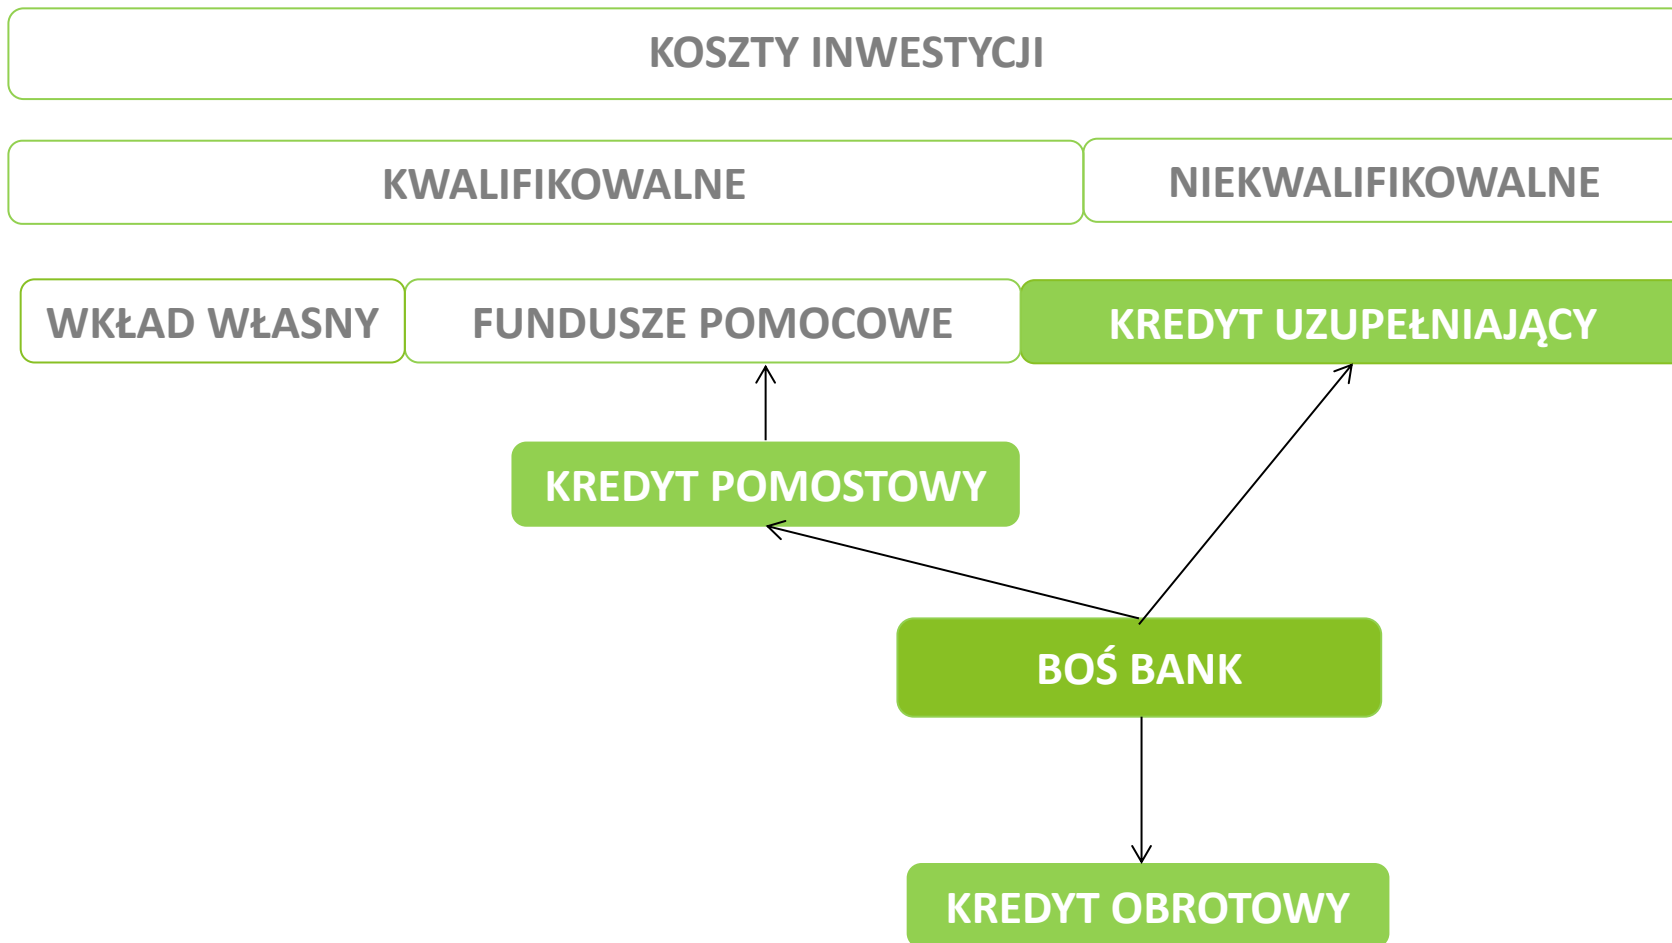 KOSZTY INWESTYCJI
KWALIFIKOWALNE
NIEKWALIFIKOWALNE
WKŁAD WŁASNY
FUNDUSZE POMOCOWE
KREDYT UZUPEŁNIAJĄCY
KREDYT POMOSTOWY
BOŚ BANK
KREDYT OBROTOWY